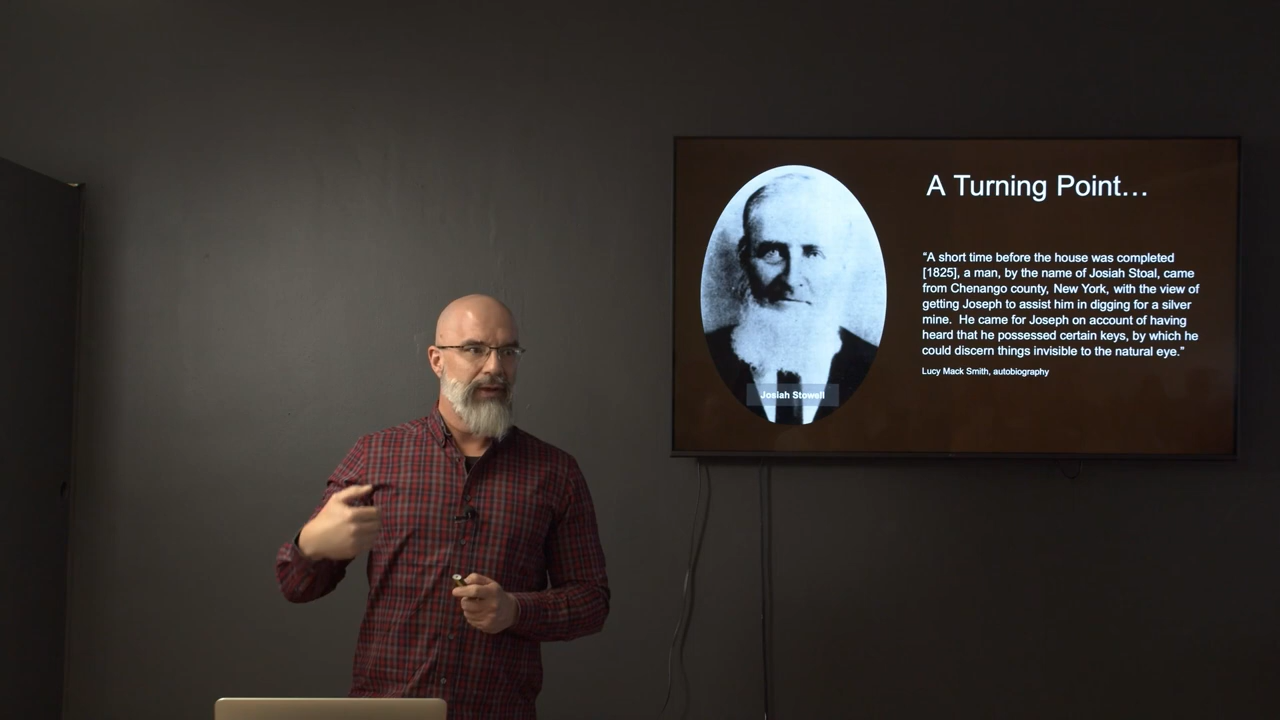 A Turning Point…
“A short time before the house was completed
[1825], a man, by the name of Josiah Stoal, came
from Chenango county, New York, with the view of
getting Joseph to assist him in digging for a silver
mine.  He came for Joseph on account of having
heard that he possessed certain keys, by which he
could discern things invisible to the natural eye.”
Lucy Mack Smith, autobiography
Josiah Stowell